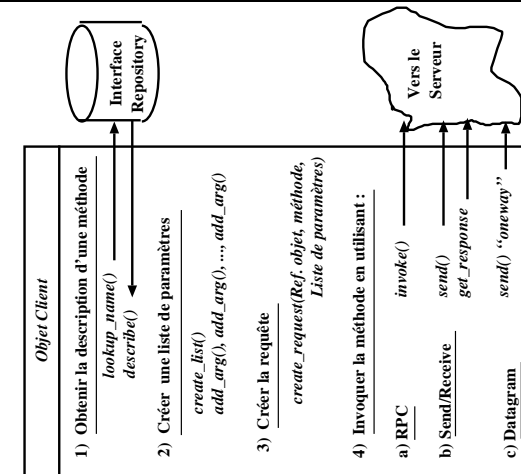 Objet Client
1) Obtenir la description d'une méthode
lookup_name()
describe()
Interface
Repository
2) Créer une liste de paramètres
create_list()
add_arg(), add_arg(), ..., add_arg()
3) Créer la requête
create_request(Ref. objet, méthode,
Liste de paramètres)
4) Invoquer la méthode en utilisant :
a) RPC
invoke()
b) Send/Receive
send()
get_response
c) Datagram
send() “oneway”
Vers le
Serveur